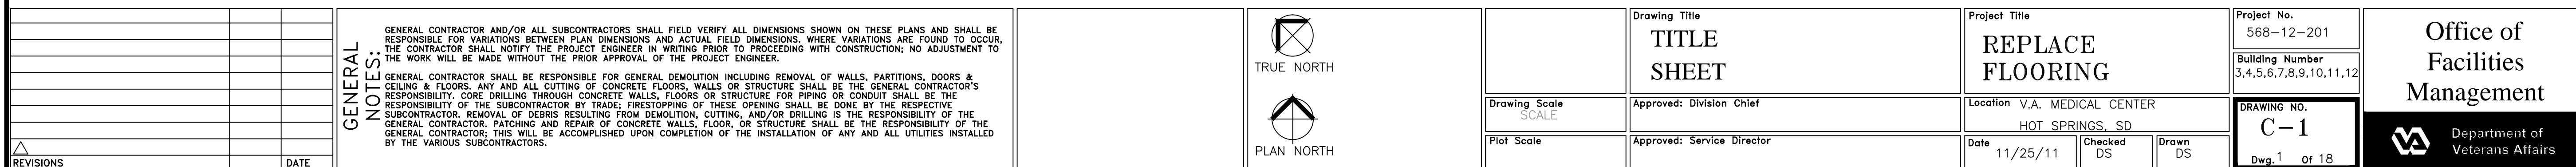 REVISIONS
DATE
GENERAL
NOTES:
GENERAL CONTRACTOR AND/OR ALL SUBCONTRACTORS SHALL FIELD VERIFY ALL DIMENSIONS SHOWN ON THESE PLANS AND SHALL BE
RESPONSIBLE FOR VARIATIONS BETWEEN PLAN DIMENSIONS AND ACTUAL FIELD DIMENSIONS. WHERE VARIATIONS ARE FOUND TO OCCUR,
THE CONTRACTOR SHALL NOTIFY THE PROJECT ENGINEER IN WRITING PRIOR TO PROCEEDING WITH CONSTRUCTION; NO ADJUSTMENT TO
THE WORK WILL BE MADE WITHOUT THE PRIOR APPROVAL OF THE PROJECT ENGINEER.
GENERAL CONTRACTOR SHALL BE RESPONSIBLE FOR GENERAL DEMOLITION INCLUDING REMOVAL OF WALLS, PARTITIONS, DOORS &
CEILING & FLOORS. ANY AND ALL CUTTING OF CONCRETE FLOORS, WALLS OR STRUCTURE SHALL BE THE GENERAL CONTRACTOR'S
RESPONSIBILITY. CORE DRILLING THROUGH CONCRETE WALLS, FLOORS OR STRUCTURE FOR PIPING OR CONDUIT SHALL BE THE
RESPONSIBILITY OF THE SUBCONTRACTOR BY TRADE; FIRESTOPPING OF THESE OPENING SHALL BE DONE BY THE RESPECTIVE
SUBCONTRACTOR. REMOVAL OF DEBRIS RESULTING FROM DEMOLITION, CUTTING, AND/OR DRILLING IS THE RESPONSIBILITY OF THE
GENERAL CONTRACTOR. PATCHING AND REPAIR OF CONCRETE WALLS, FLOOR, OR STRUCTURE SHALL BE THE RESPONSIBILITY OF THE
GENERAL CONTRACTOR; THIS WILL BE ACCOMPLISHED UPON COMPLETION OF THE INSTALLATION OF ANY AND ALL UTILITIES INSTALLED
BY THE VARIOUS SUBCONTRACTORS.
TRUE NORTH
PLAN NORTH
Drawing Scale
SCALE
Plot Scale
Drawing Title
TITLE
SHEET
Approved: Division Chief
Approved: Service Director
Project Title
REPLACE
FLOORING
Location V.A. MEDICAL CENTER
HOT SPRINGS, SD
Date
11/25/11
Checked
DS
Drawn
DS
Project No.
568-12-201
Building Number
3,4,5,6,7,8,9,10,11,12
DRAWING NO.
C-1
Dwg. 1 Of 18
Office of
Facilities
Management
VA
Department of
Veterans Affairs